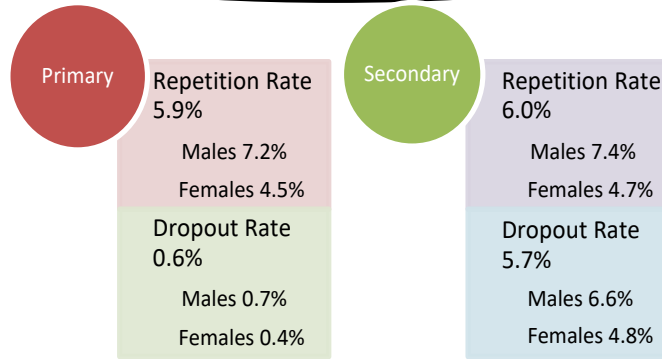 Primary
Repetition Rate
5.9%
Males 7.2%
Females 4.5%
Dropout Rate
0.6%
Males 0.7%
Females 0.4%
Secondary
Repetition Rate
6.0%
Males 7.4%
Females 4.7%
Dropout Rate
5.7%
Males 6.6%
Females 4.8%